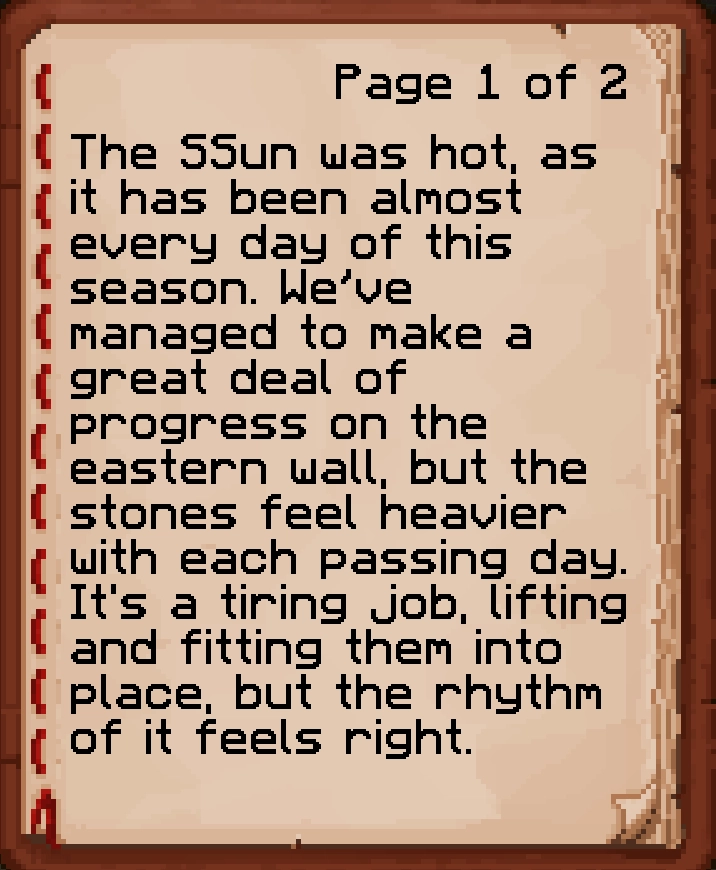 Page 1 of 2
The SSun was hot, as
it has been almost
every day of this
season. We’ve
managed to make a
great deal of
progress on the
eastern wall, but the
stones feel heavier
with each passing day.
It's a tiring job, lifting
and fitting them into
place, but the rhythm
of it feels right.